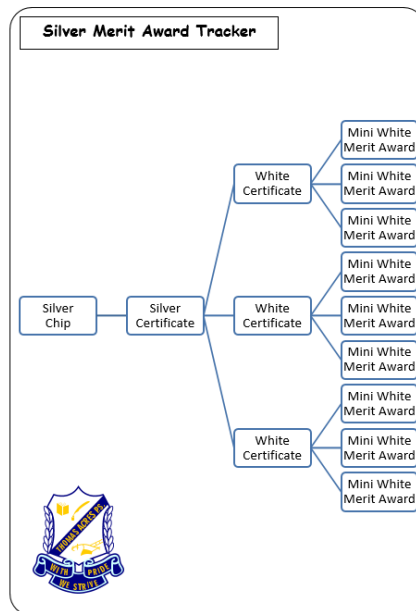 Silver Merit Award Tracker
Mini White
Merit Award
White
Certificate
Mini White
Merit Award
Mini White
Merit Award
Mini White
Merit Award
Silver
Chip
Silver
Certificate
White
Certificate
Mini White
Merit Award
Mini White
Merit Award
Mini White
Merit Award
White
Certificate
Mini White
Merit Award
Mini White
Merit Award
THOMAS ACRES P.S.
WITH PRIDE
WE STRIVE